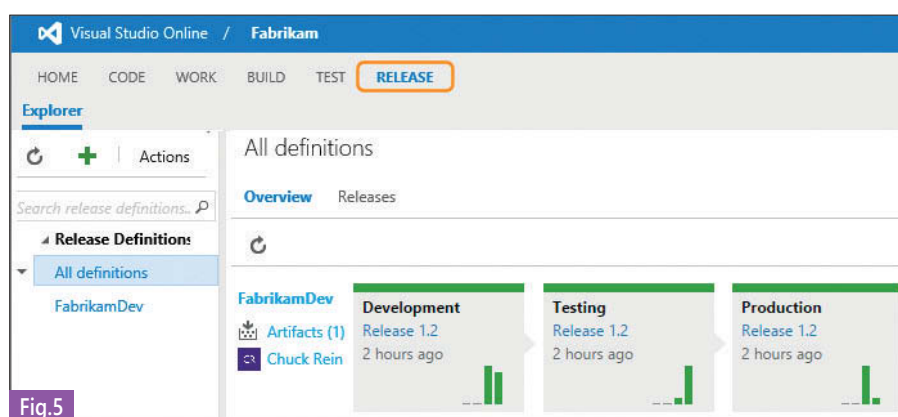 Visual Studio Online / Fabrikam
HOME CODE WORK BUILD TEST RELEASE
Explorer
Actions
Search release definitions..
Release Definitions
All definitions
FabrikamDev
All definitions
Overview Releases
FabrikamDev
Artifacts (1)
CR Chuck Rein
Development
Release 1.2
2 hours ago
Testing
Release 1.2
2 hours ago
Production
Release 1.2
2 hours ago
Fig.5